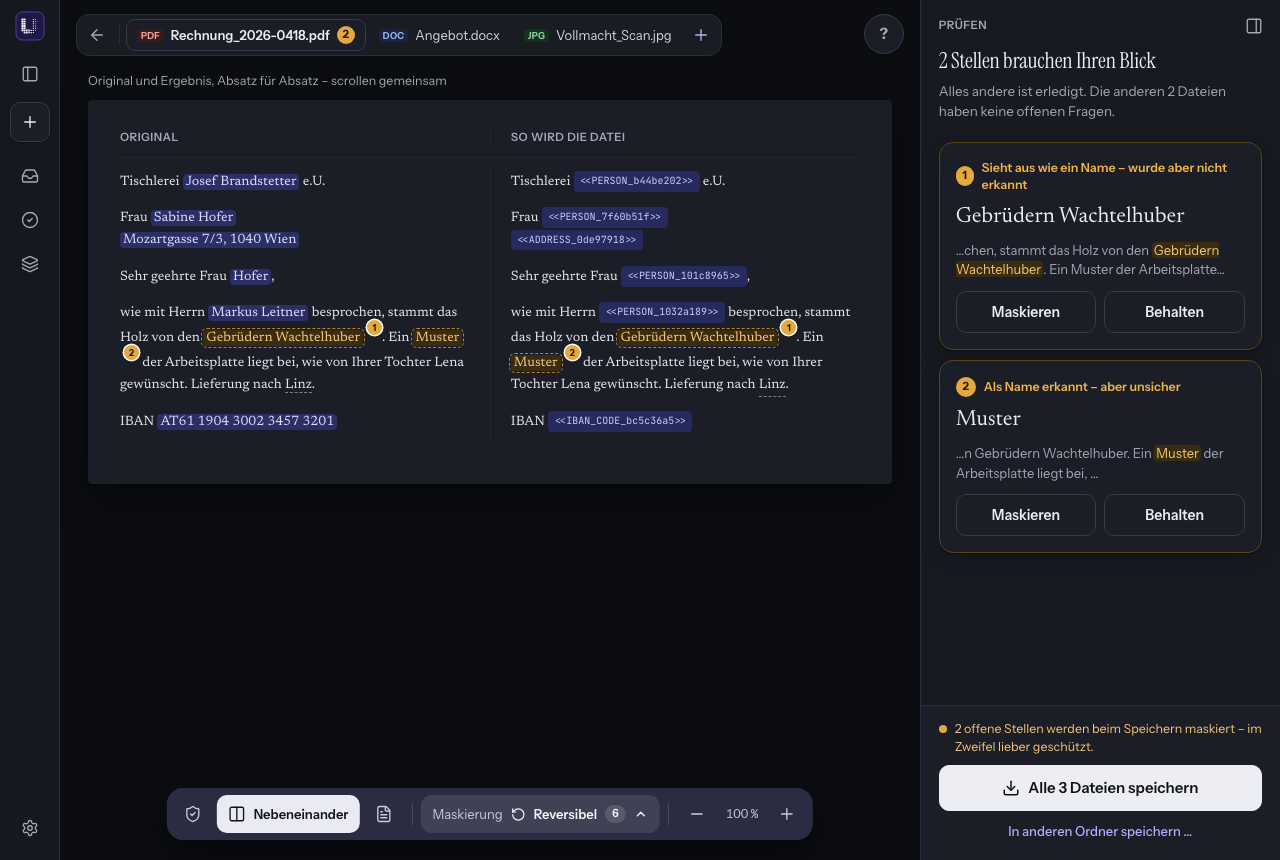 PDF Rechnung_2026-0418.pdf 2
DOC Angebot.docx
JPG Vollmacht_Scan.jpg
?
Original und Ergebnis, Absatz für Absatz – scrollen gemeinsam
ORIGINAL
Tischlerei Josef Brandstetter e.U.
Frau Sabine Hofer
Mozartgasse 7/3, 1040 Wien
Sehr geehrte Frau Hofer,
wie mit Herrn Markus Leitner besprochen, stammt das
Holz von den Gebrüdern Wachtelhuber 1. Ein Muster
2 der Arbeitsplatte liegt bei, wie von Ihrer Tochter Lena
gewünscht. Lieferung nach Linz.
IBAN AT61 1904 3002 3457 3201
SO WIRD DIE DATEI
Tischlerei <<PERSON_b44be202>> e.U.
Frau <<PERSON_7f60b51f>>
<<ADDRESS_0de97918>>
Sehr geehrte Frau <<PERSON_101c8965>>,
wie mit Herrn <<PERSON_1032a189>> besprochen, stammt
das Holz von den Gebrüdern Wachtelhuber 1. Ein
Muster 2 der Arbeitsplatte liegt bei, wie von Ihrer
Tochter Lena gewünscht. Lieferung nach Linz.
IBAN <<IBAN_CODE_bc5c36a5>>
Nebeneinander
Maskierung Reversibel 6
100 %
PRÜFEN
2 Stellen brauchen Ihren Blick
Alles andere ist erledigt. Die anderen 2 Dateien
haben keine offenen Fragen.
1 Sieht aus wie ein Name – wurde aber nicht
erkannt
Gebrüdern Wachtelhuber
…chen, stammt das Holz von den Gebrüdern
Wachtelhuber. Ein Muster der Arbeitsplatte…
Maskieren Behalten
2 Als Name erkannt – aber unsicher
Muster
…n Gebrüdern Wachtelhuber. Ein Muster der
Arbeitsplatte liegt bei, …
Maskieren Behalten
2 offene Stellen werden beim Speichern maskiert – im
Zweifel lieber geschützt.
Alle 3 Dateien speichern
In anderen Ordner speichern …